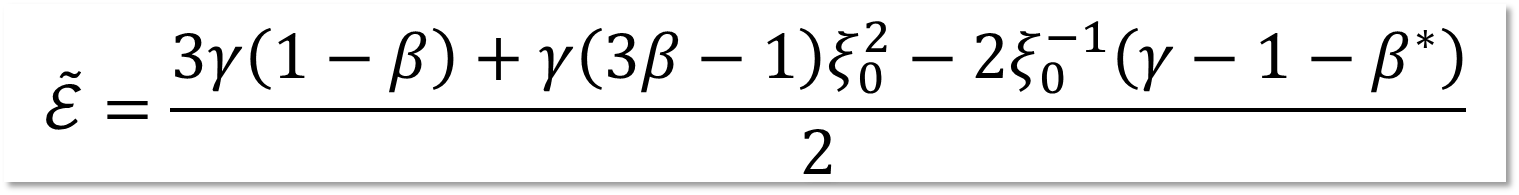 ε̃ = (3γ(1 − β) + γ(3β − 1)ξ₀² − 2ξ₀⁻¹(γ − 1 − β*)) / 2